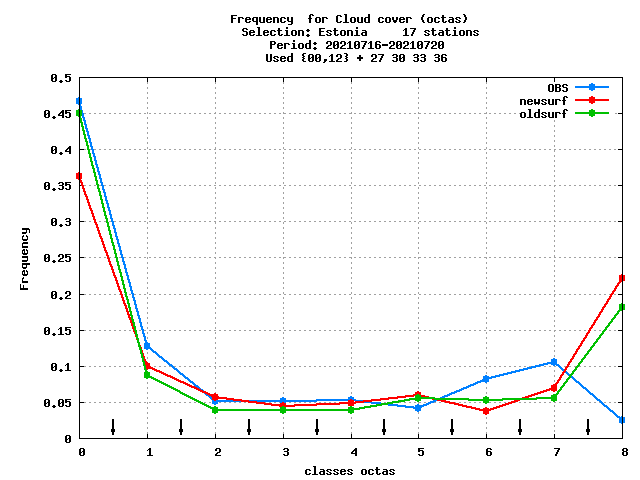 Frequency  for Cloud cover (octas)
Selection: Estonia     17 stations
Period: 20210716-20210720
Used {00,12} + 27 30 33 36
OBS
newsurf
oldsurf
0.5
0.45
0.4
0.35
0.3
0.25
0.2
0.15
0.1
0.05
0
Frequency
0 1 2 3 4 5 6 7 8
classes octas